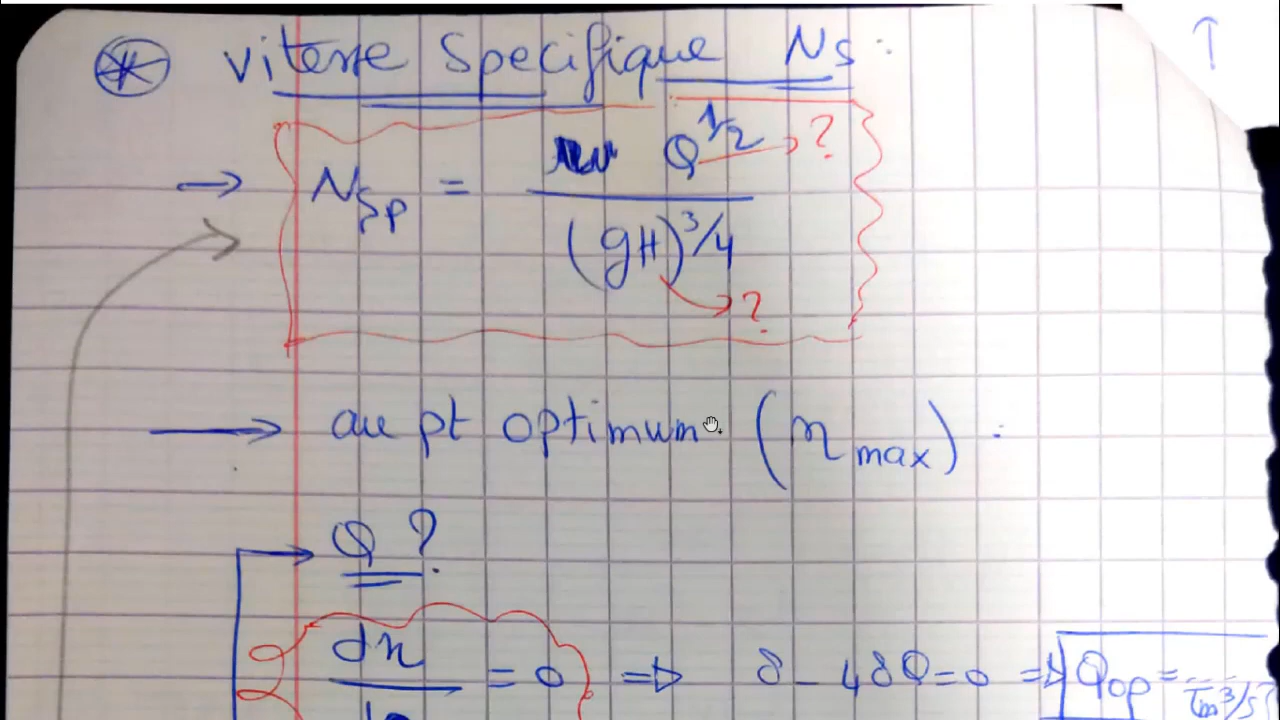 vitesse Specifique Ns:
→ Nsp = Q^1/2 → ?
(gH)^3/4
→ ?
→ au pt optimum (η max) :
Q ?
dη = 0 ⇒ 8 - 48Q = 0 ⇒ Qop = ...
[m³/s]